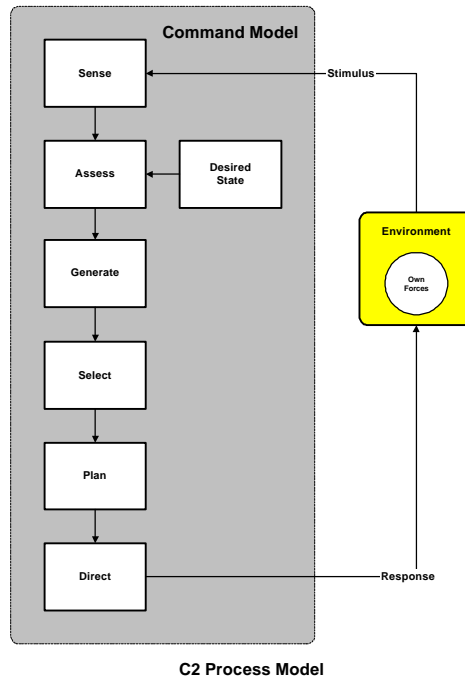 Command Model
Sense
Stimulus
Assess
Desired
State
Environment
Own
Forces
Generate
Select
Plan
Direct
Response
C2 Process Model